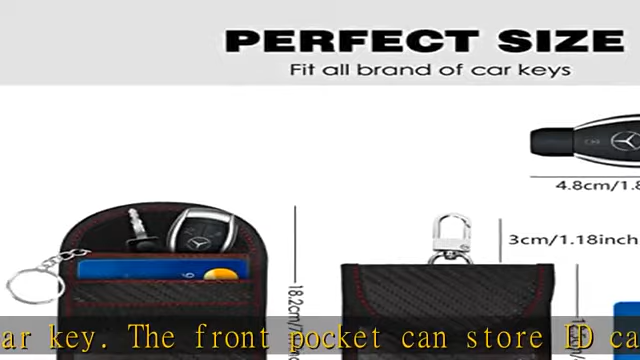 PERFECT SIZE
Fit all brand of car keys
4.8cm/1.8
3cm/1.18inch
18.2cm/7
ar key. The front pocket can store ID ca